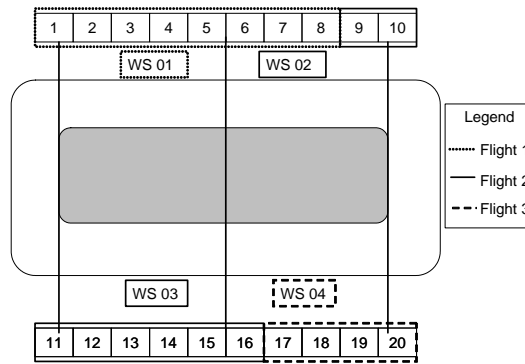 1 2 3 4 5 6 7 8 9 10
WS 01 WS 02
Legend
Flight 1
Flight 2
Flight 3
WS 03 WS 04
11 12 13 14 15 16 17 18 19 20